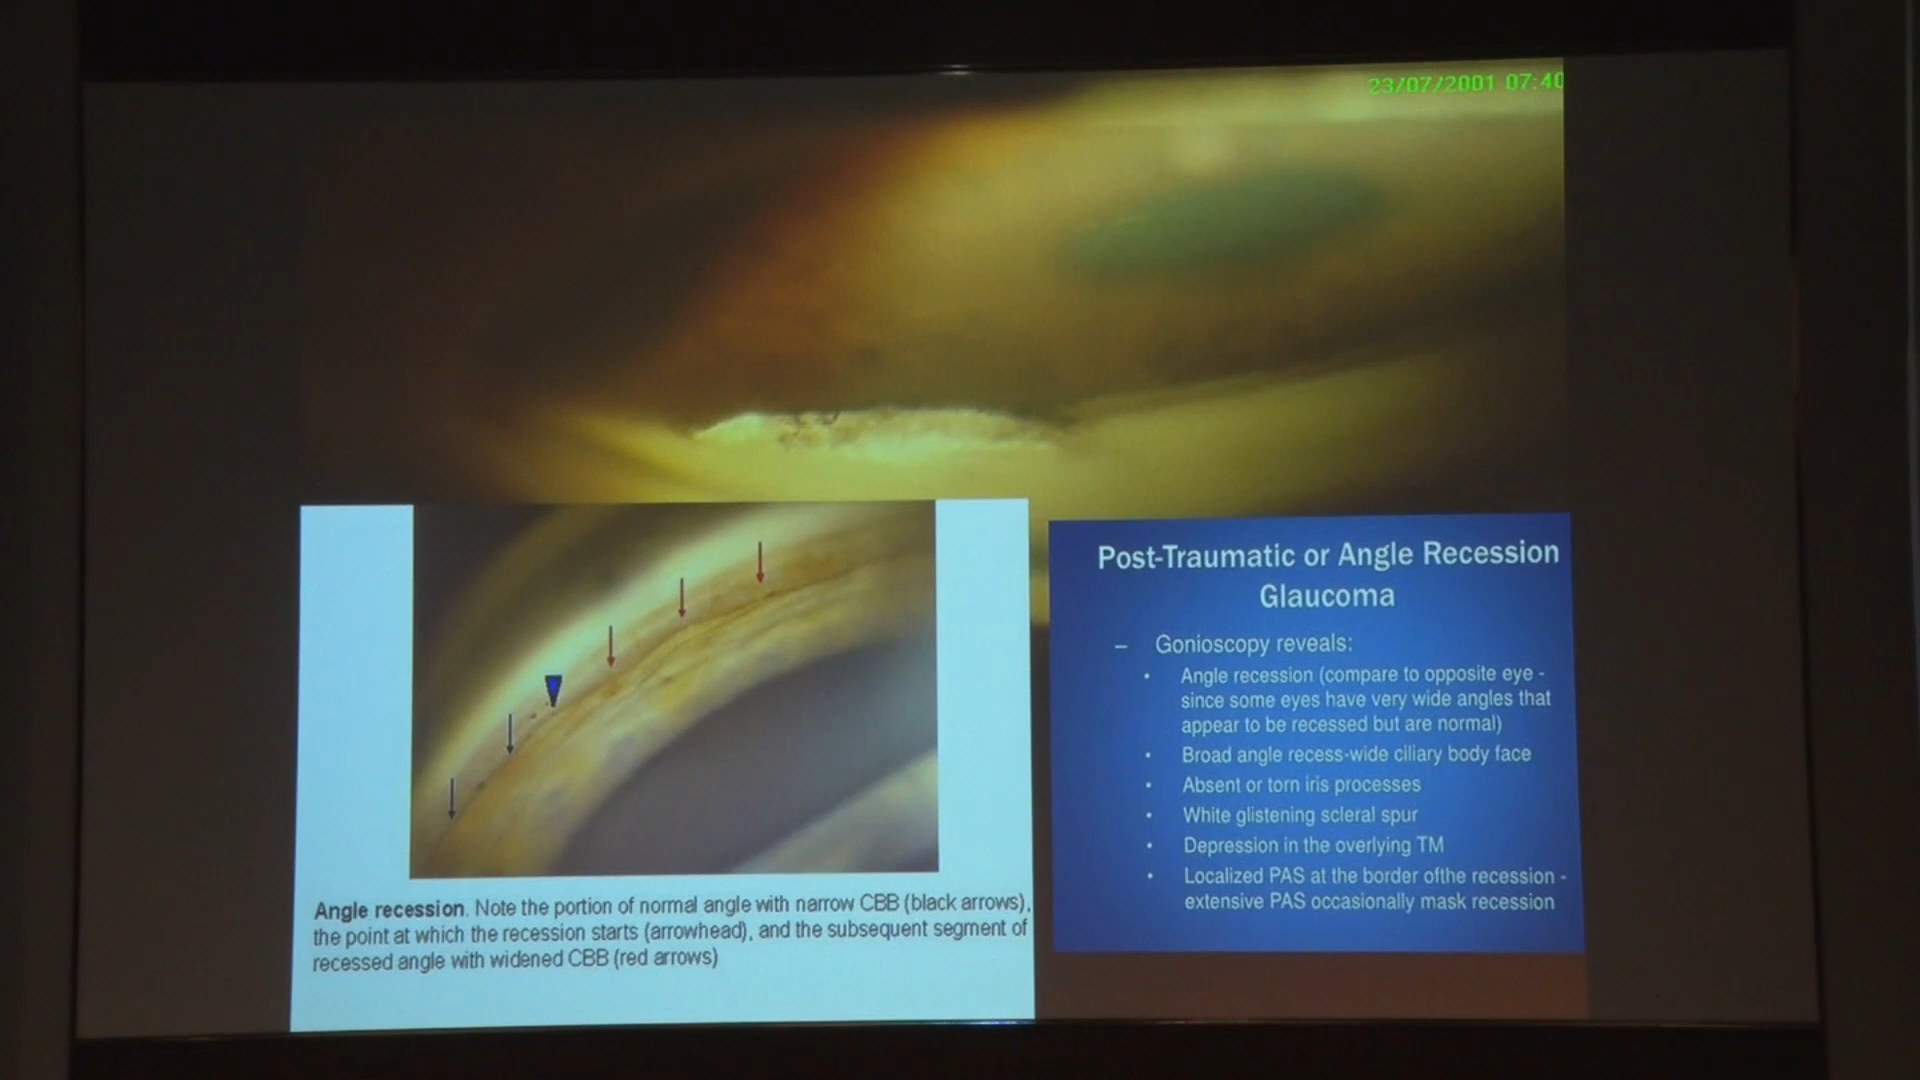 23/07/2001 07:40
Angle recession. Note the portion of normal angle with narrow CBB (black arrows),
the point at which the recession starts (arrowhead), and the subsequent segment of
recessed angle with widened CBB (red arrows)
Post-Traumatic or Angle Recession
Glaucoma
– Gonioscopy reveals:
• Angle recession (compare to opposite eye -
since some eyes have very wide angles that
appear to be recessed but are normal)
• Broad angle recess-wide ciliary body face
• Absent or torn iris processes
• White glistening scleral spur
• Depression in the overlying TM
• Localized PAS at the border ofthe recession -
extensive PAS occasionally mask recession